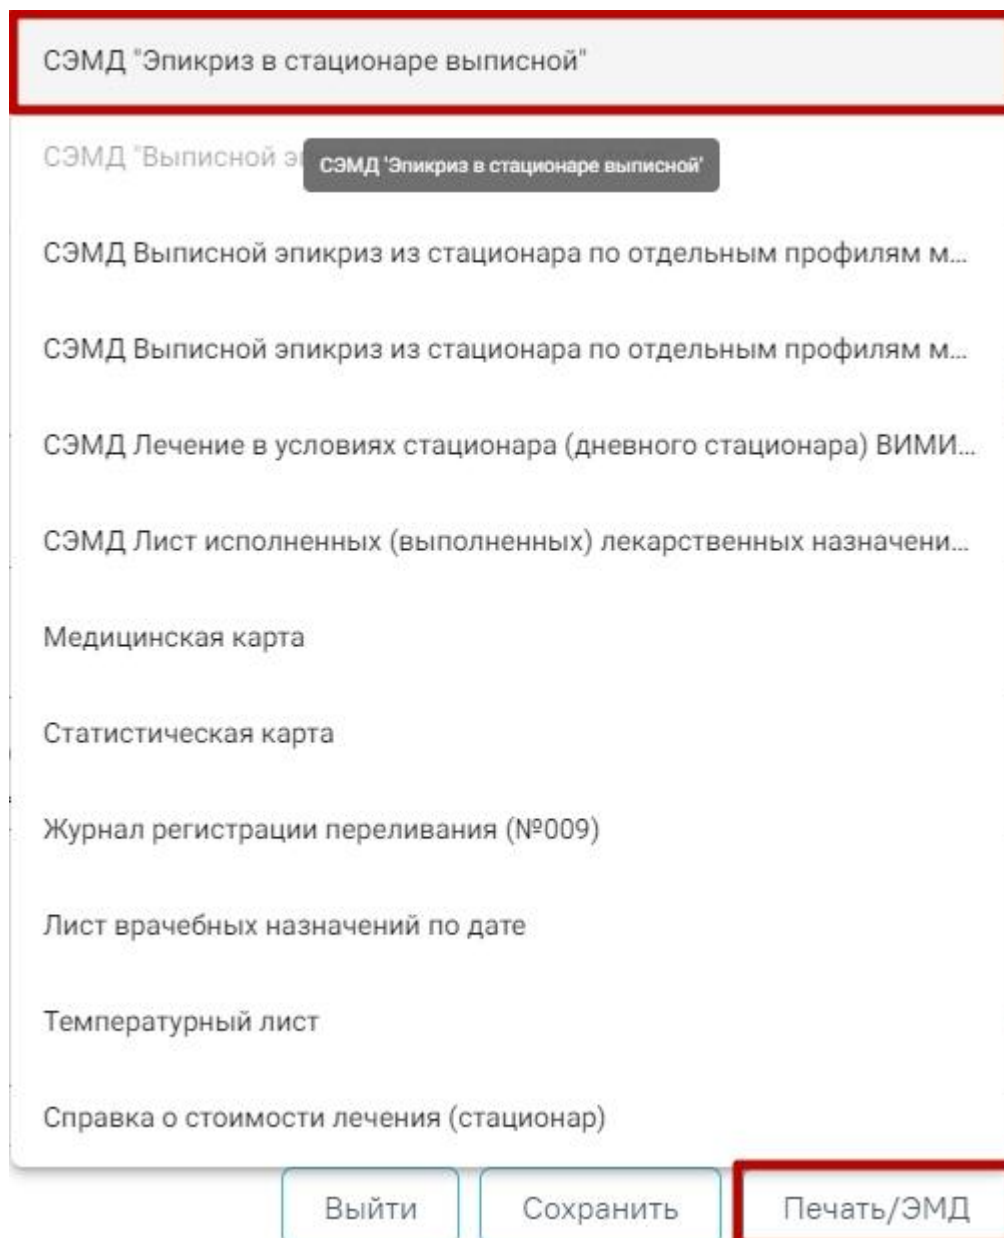 СЭМД "Эпикриз в стационаре выписной"
СЭМД "Выписной
СЭМД 'Эпикриз в стационаре выписной'
СЭМД Выписной эпикриз из стационара по отдельным профилям м...
СЭМД Выписной эпикриз из стационара по отдельным профилям м...
СЭМД Лечение в условиях стационара (дневного стационара) ВИМИ...
СЭМД Лист исполненных (выполненных) лекарственных назначени...
Медицинская карта
Статистическая карта
Журнал регистрации переливания (№009)
Лист врачебных назначений по дате
Температурный лист
Справка о стоимости лечения (стационар)
Выйти Сохранить Печать/ЭМД